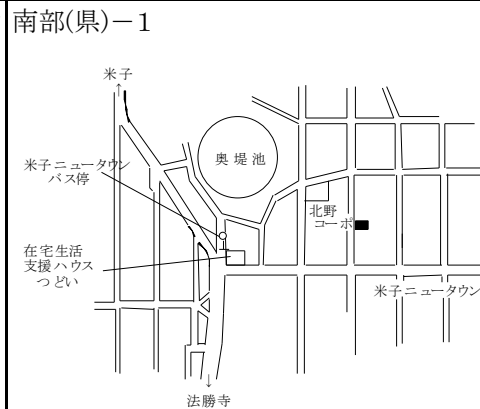 南部(県)－1
米子
↑
奥堤池
米子ニュータウン
バス停
北野
コーポ
在宅生活
支援ハウス
つどい
米子ニュータウン
↓
法勝寺